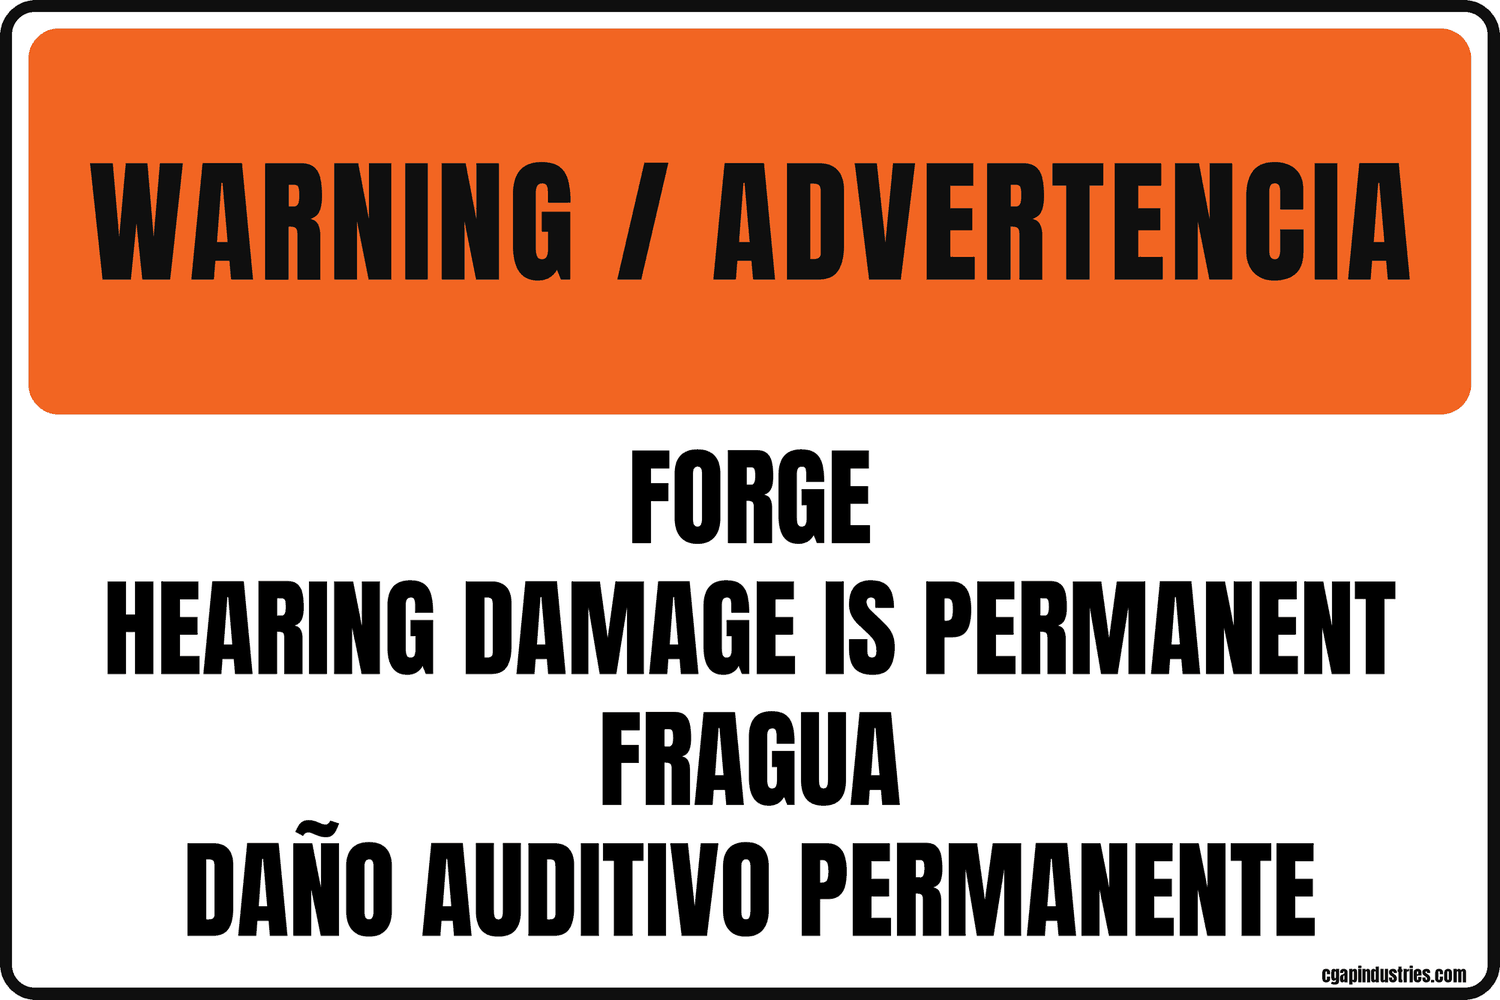 WARNING / ADVERTENCIA
FORGE
HEARING DAMAGE IS PERMANENT
FRAGUA
DAÑO AUDITIVO PERMANENTE
cgapindustries.com